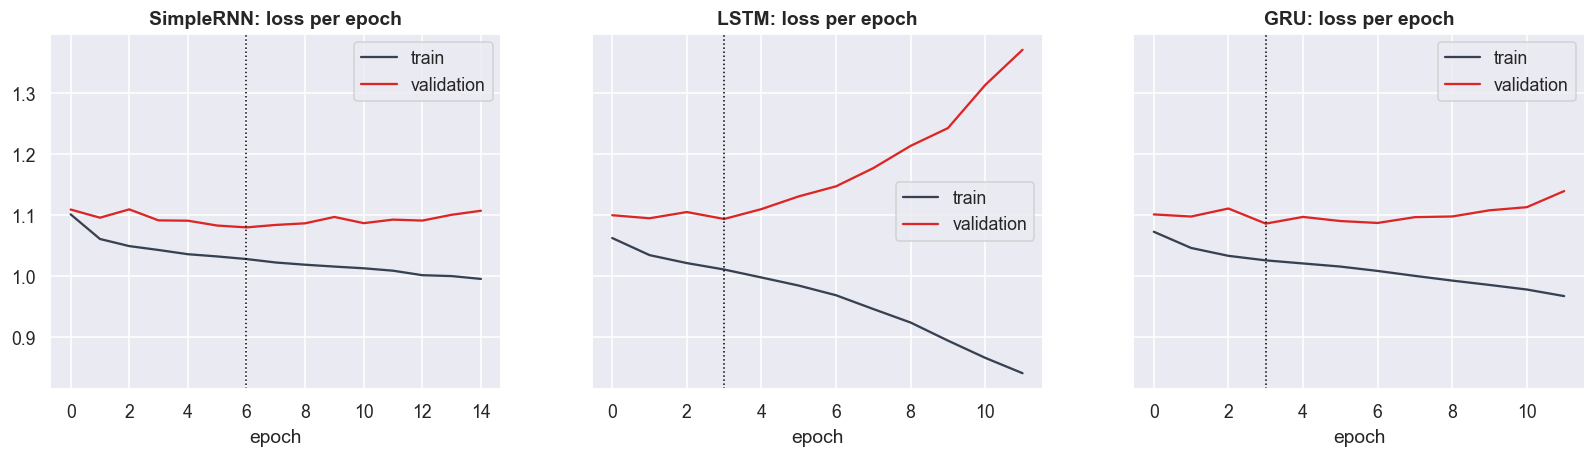 SimpleRNN: loss per epoch
train
validation
1.3
1.2
1.1
1.0
0.9
0 2 4 6 8 10 12 14
epoch
LSTM: loss per epoch
train
validation
0 2 4 6 8 10
epoch
GRU: loss per epoch
train
validation
0 2 4 6 8 10
epoch